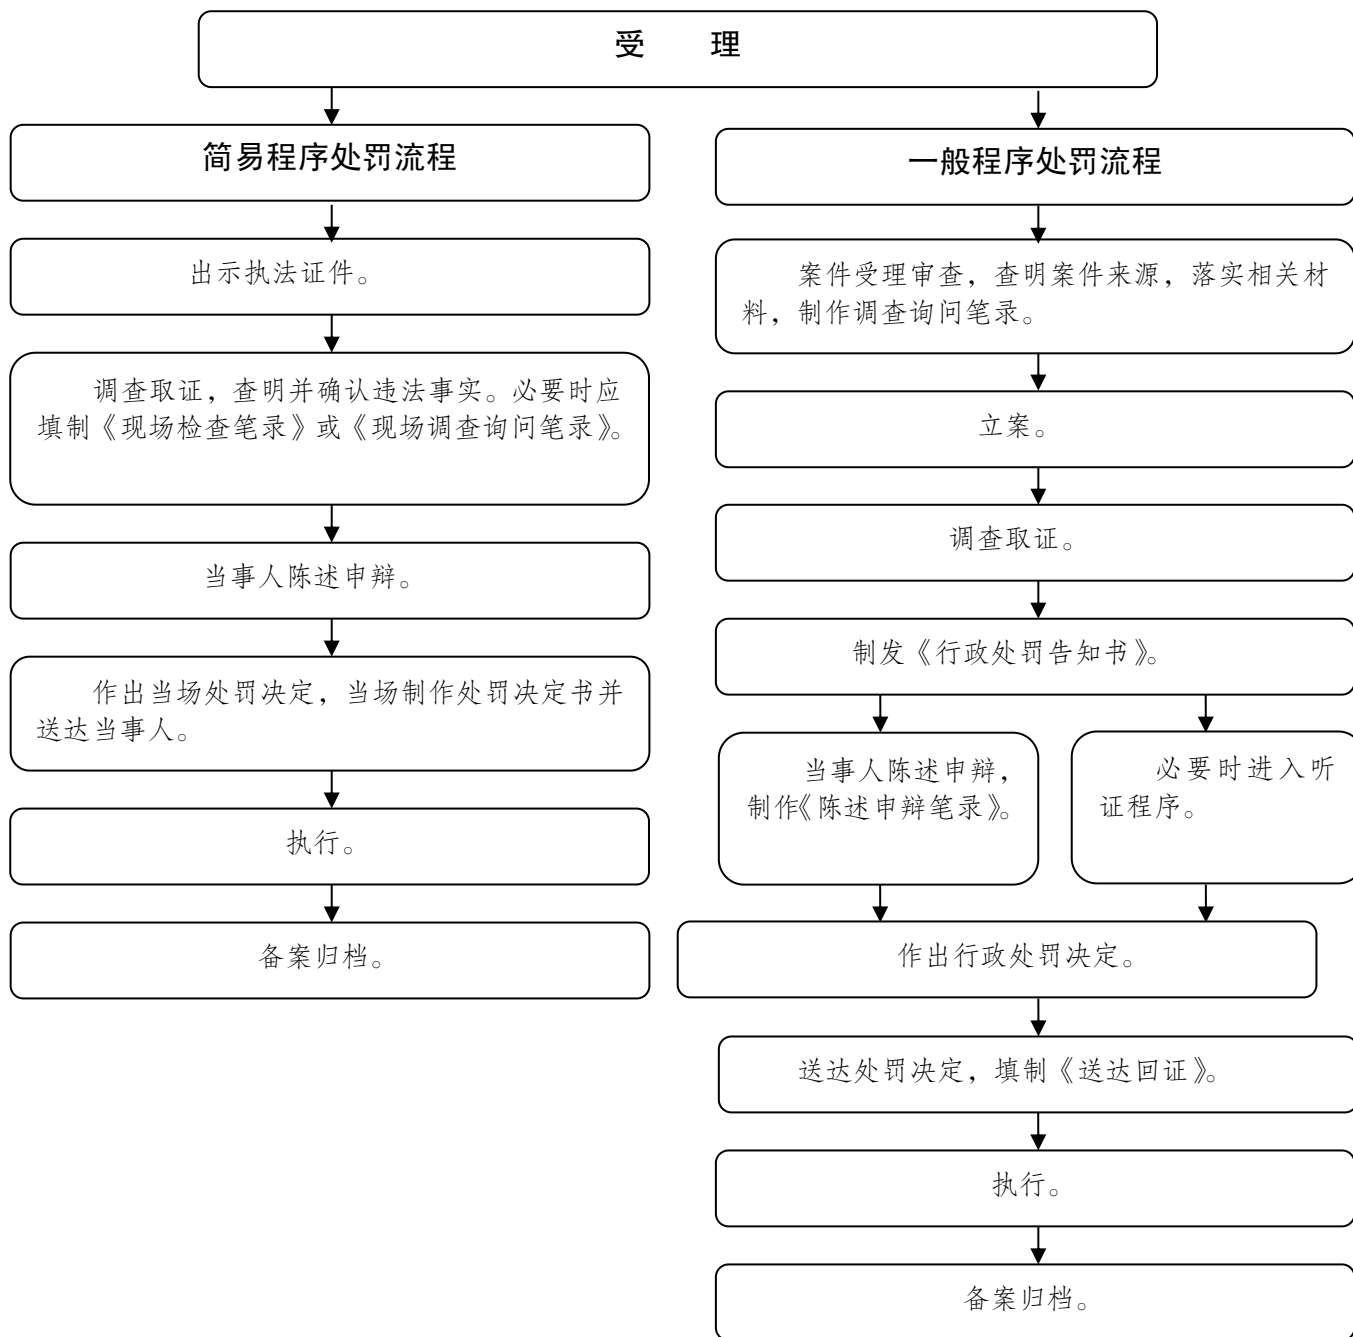 受 理
简易程序处罚流程
出示执法证件。
调查取证，查明并确认违法事实。必要时应
填制《现场检查笔录》或《现场调查询问笔录》。
当事人陈述申辩。
作出当场处罚决定，当场制作处罚决定书并
送达当事人。
执行。
备案归档。
一般程序处罚流程
案件受理审查，查明案件来源，落实相关材
料，制作调查询问笔录。
立案。
调查取证。
制发《行政处罚告知书》。
当事人陈述申辩，
制作《陈述申辩笔录》。
必要时进入听
证程序。
作出行政处罚决定。
送达处罚决定，填制《送达回证》。
执行。
备案归档。